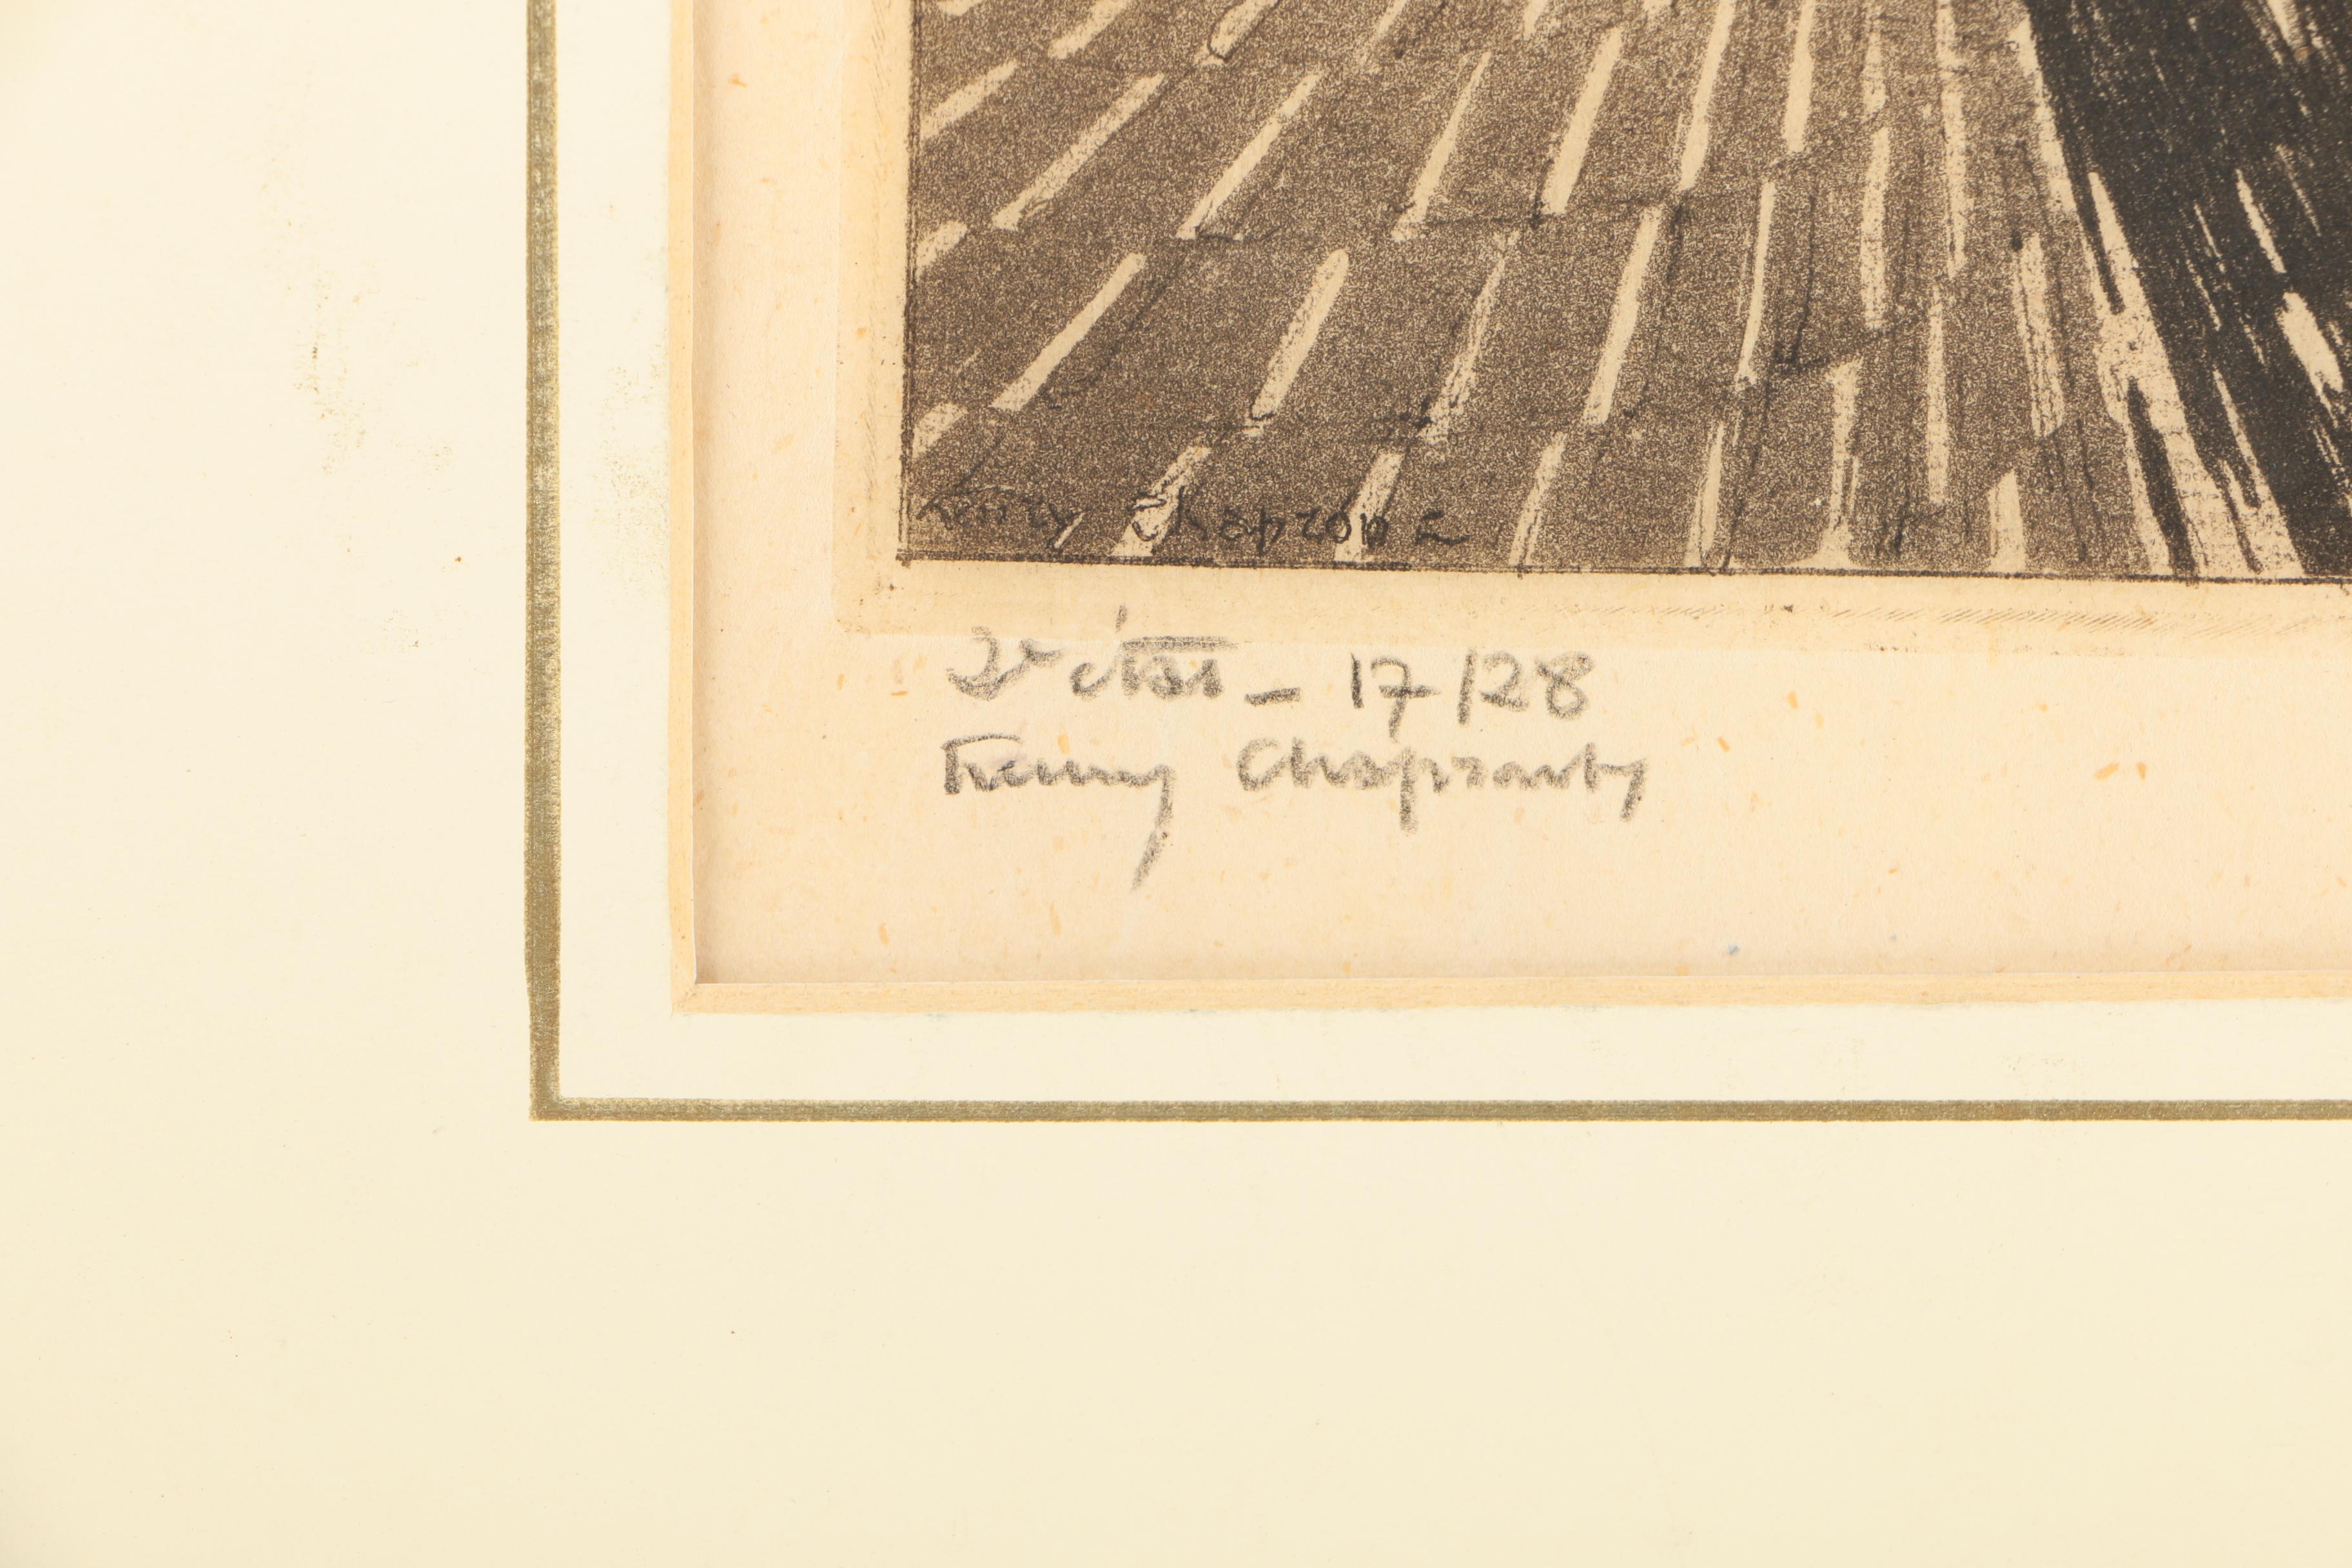 Henry Chapront
2e état - 17/28
Henry Chapront